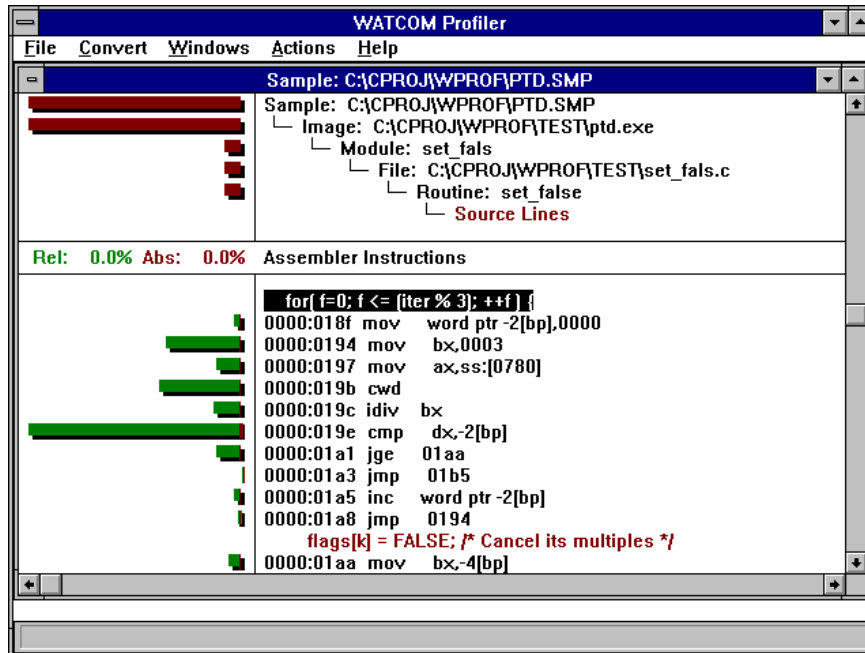 WATCOM Profiler
File Convert Windows Actions Help
Sample: C:\CPROJ\WPROF\PTD.SMP
Sample: C:\CPROJ\WPROF\PTD.SMP
Image: C:\CPROJ\WPROF\TEST\ptd.exe
Module: set_fals
File: C:\CPROJ\WPROF\TEST\set_fals.c
Routine: set_false
Source Lines
Rel: 0.0% Abs: 0.0% Assembler Instructions
for( f=0; f <= (iter % 3); ++f ) {
0000:018f mov word ptr -2[bp],0000
0000:0194 mov bx,0003
0000:0197 mov ax,ss:[0780]
0000:019b cwd
0000:019c idiv bx
0000:019e cmp dx,-2[bp]
0000:01a1 jge 01aa
0000:01a3 jmp 01b5
0000:01a5 inc word ptr -2[bp]
0000:01a8 jmp 0194
flags[k] = FALSE; /* Cancel its multiples */
0000:01aa mov bx,-4[bp]